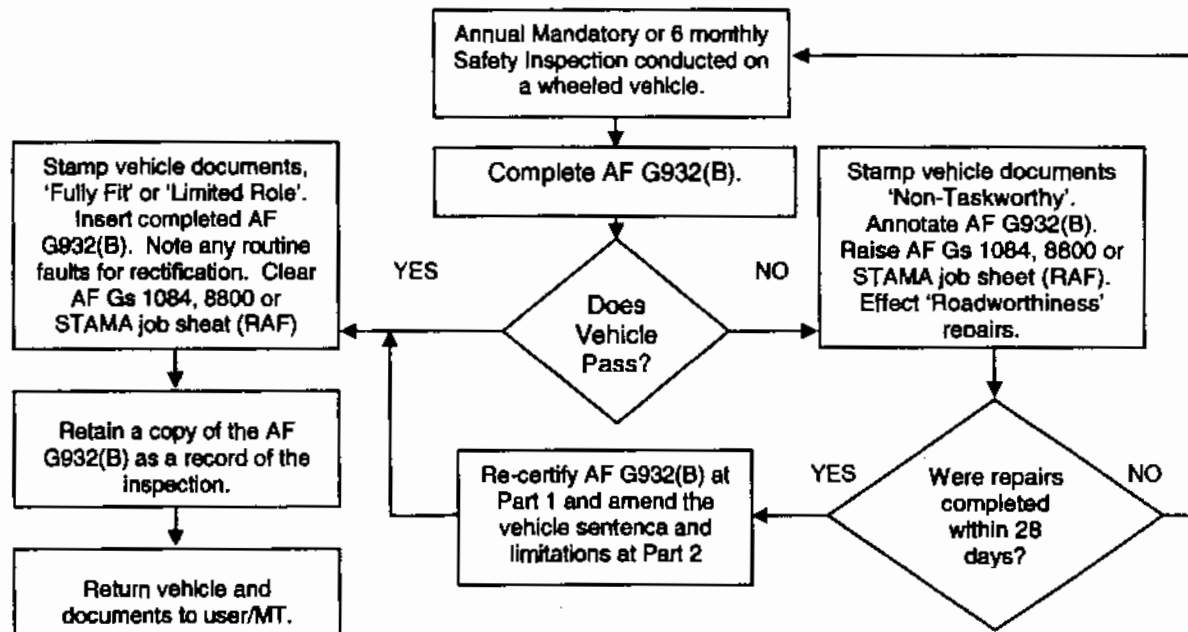 Annual Mandatory or 6 monthly
Safety Inspection conducted on
a wheeled vehicle.
Complete AF G932(B).
Stamp vehicle documents,
'Fully Fit' or 'Limited Role'.
Insert completed AF
G932(B). Note any routine
faults for rectification. Clear
AF Gs 1084, 8800 or
STAMA job sheat (RAF)
YES
Does
Vehicle
Pass?
NO
Stamp vehicle documents
'Non-Taskworthy'.
Annotate AF G932(B).
Raise AF Gs 1084, 8800 or
STAMA job sheet (RAF).
Effect 'Roadworthiness'
repairs.
Retain a copy of the AF
G932(B) as a record of the
inspection.
Re-certify AF G932(B) at
Part 1 and amend the
vehicle sentenca and
limitations at Part 2
YES
Were repairs
completed
within 28
days?
NO
Return vehicle and
documents to user/MT.